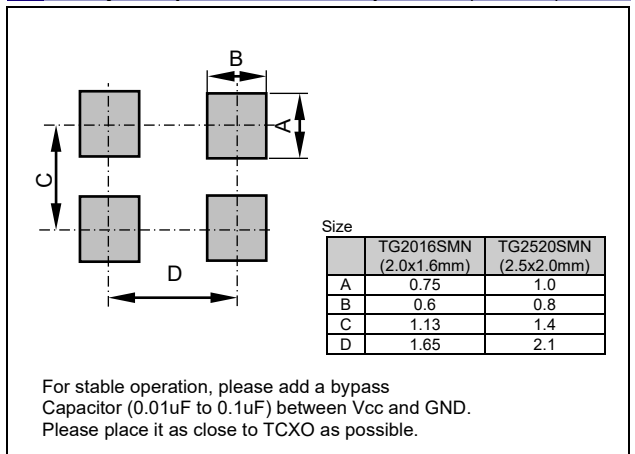 B
A
C
D
Size
TG2016SMN TG2520SMN
(2.0x1.6mm) (2.5x2.0mm)
A 0.75 1.0
B 0.6 0.8
C 1.13 1.4
D 1.65 2.1
For stable operation, please add a bypass
Capacitor (0.01uF to 0.1uF) between Vcc and GND.
Please place it as close to TCXO as possible.